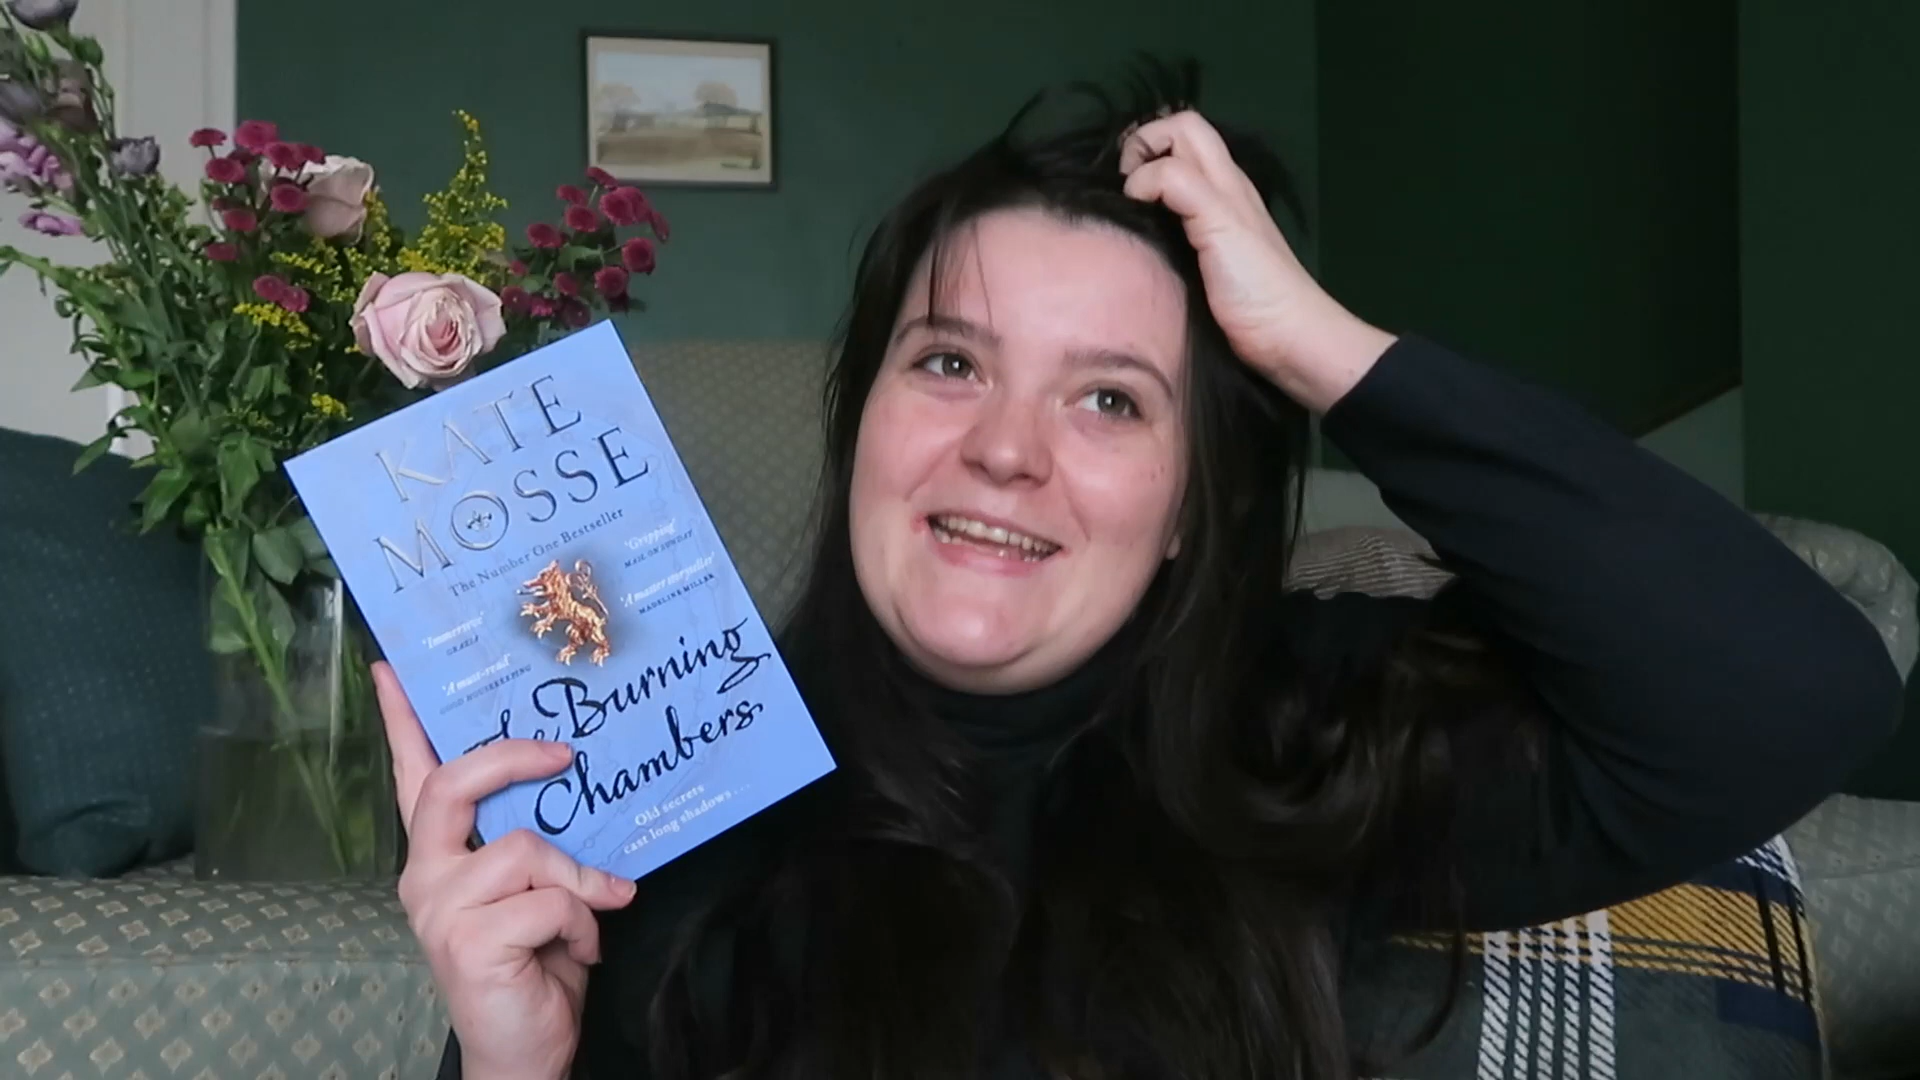 KATE
MOSSE
The Number One Bestseller
'Gripping'
MAIL ON SUNDAY
'A master storyteller'
MADELINE MILLER
'Immersive'
GRAZIA
'A must-read'
GOOD HOUSEKEEPING
The Burning
Chambers
Old secrets
cast long shadows...